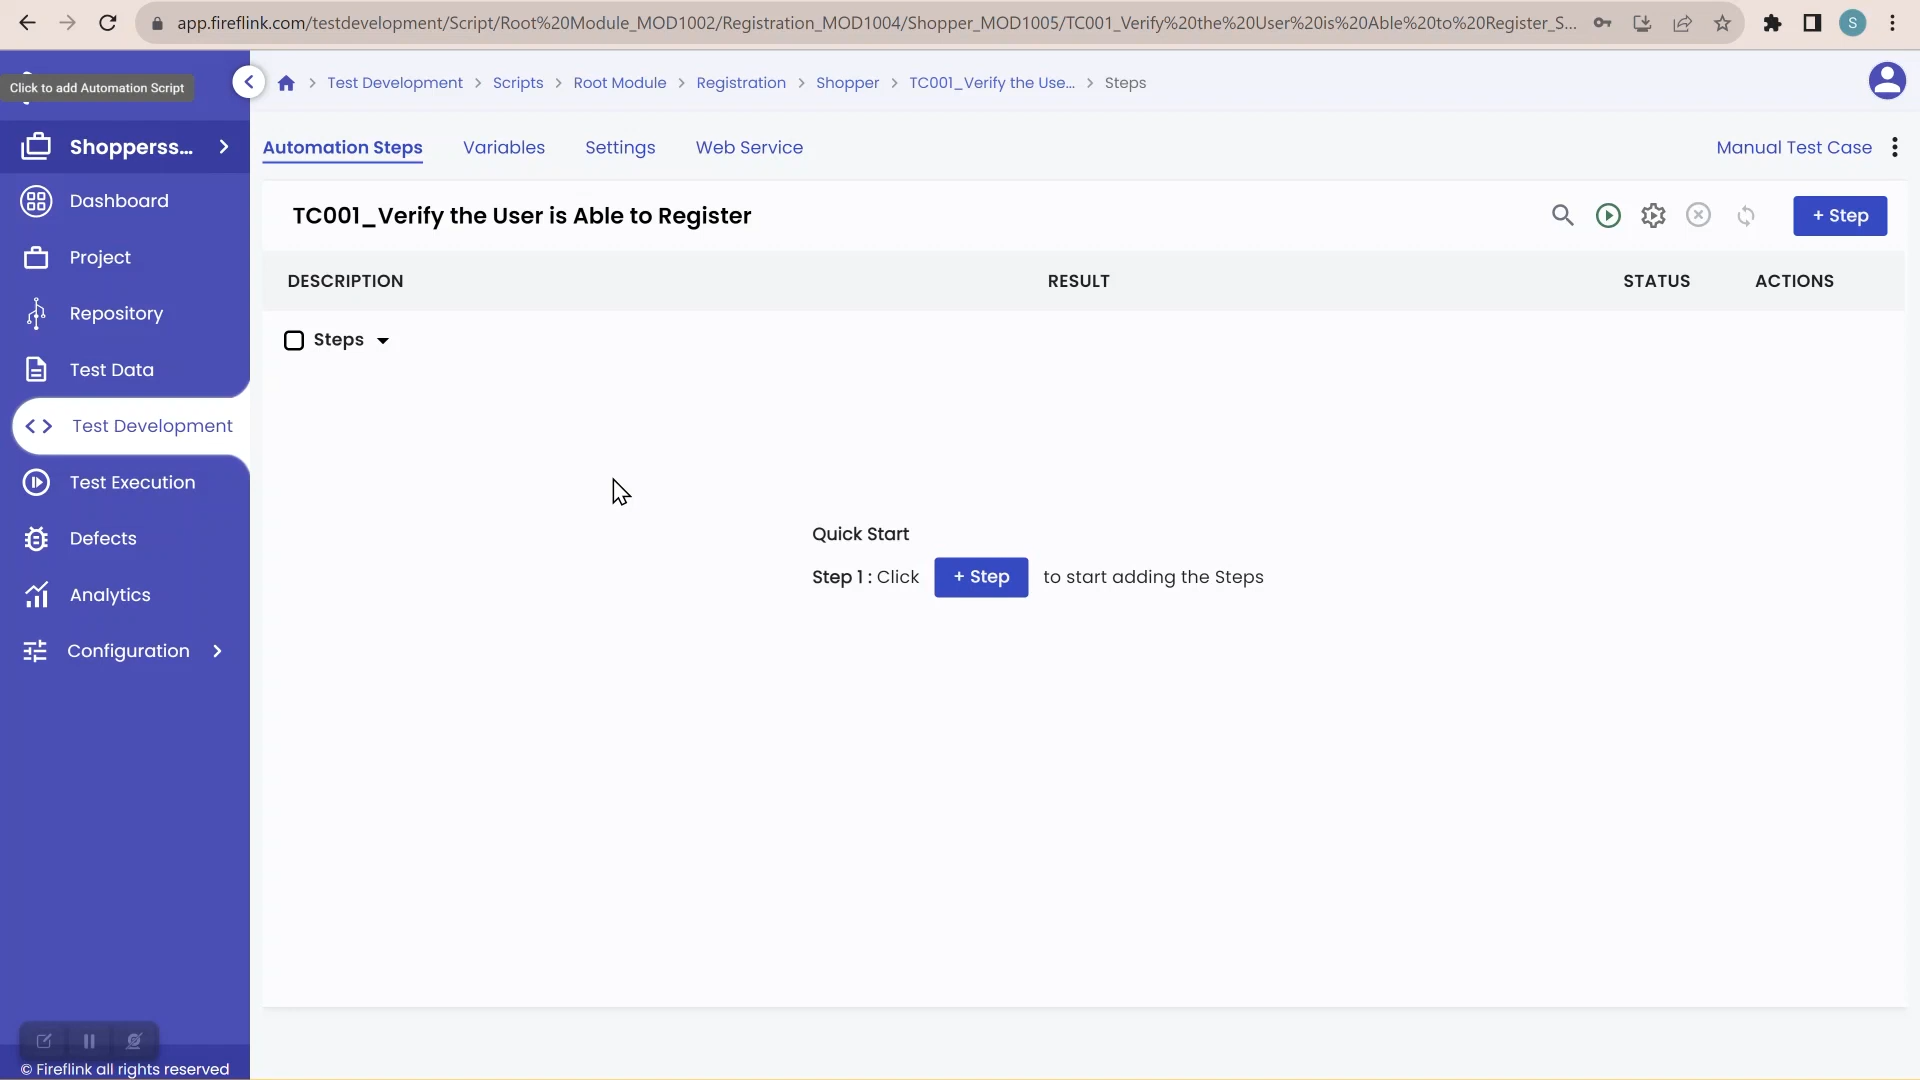 app.fireflink.com/testdevelopment/Script/Root%20Module_MOD1002/Registration_MOD1004/Shopper_MOD1005/TC001_Verify%20the%20User%20is%20Able%20to%20Register_S...
S
Click to add Automation Script
Test Development
Scripts
Root Module
Registration
Shopper
TC001_Verify the Use...
Steps
Shopperss...
Automation Steps
Variables
Settings
Web Service
Manual Test Case
Dashboard
TC001_Verify the User is Able to Register
+ Step
Project
DESCRIPTION
RESULT
STATUS
ACTIONS
Repository
Steps
Test Data
Test Development
Test Execution
Defects
Quick Start
Step 1 : Click + Step to start adding the Steps
Analytics
Configuration
© Fireflink all rights reserved